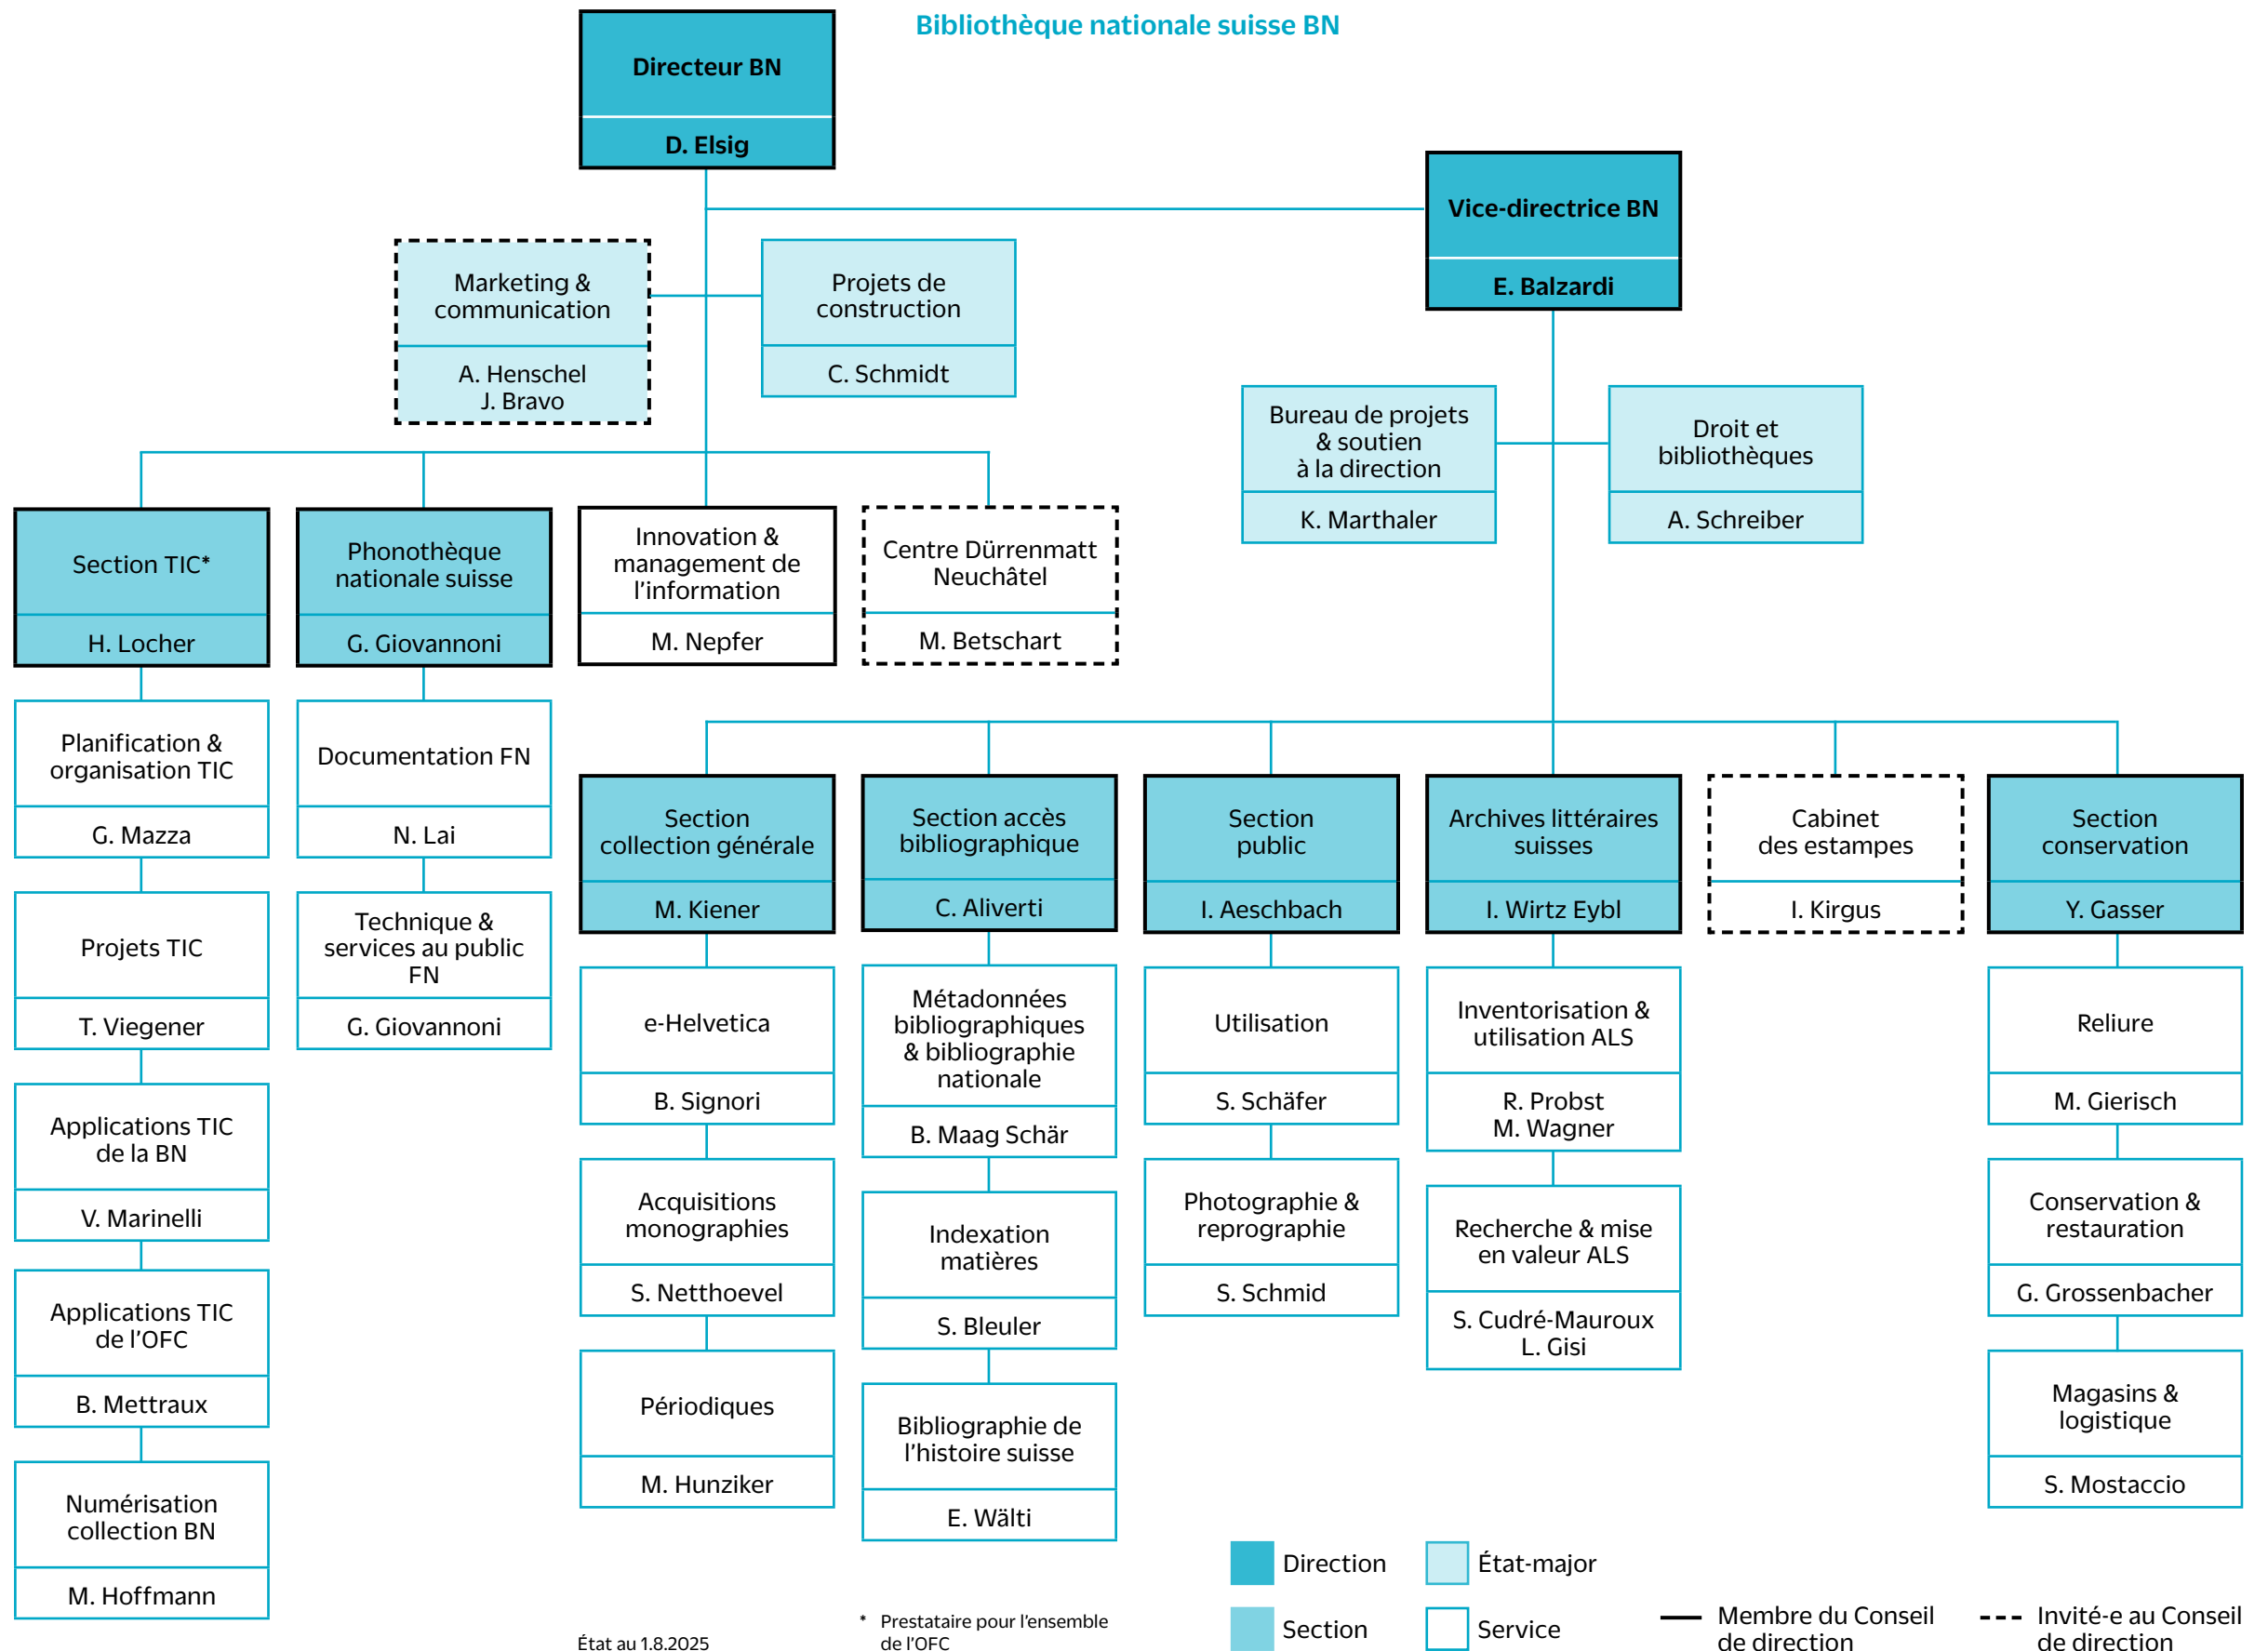 Bibliothèque nationale suisse BN
Directeur BN
D. Elsig
Vice-directrice BN
E. Balzardi
Marketing &
communication
A. Henschel
J. Bravo
Projets de
construction
C. Schmidt
Bureau de projets
& soutien
à la direction
K. Marthaler
Droit et
bibliothèques
A. Schreiber
Section TIC*
H. Locher
Phonothèque
nationale suisse
G. Giovannoni
Innovation &
management de
l'information
M. Nepfer
Centre Dürrenmatt
Neuchâtel
M. Betschart
Planification &
organisation TIC
G. Mazza
Projets TIC
T. Viegener
Applications TIC
de la BN
V. Marinelli
Applications TIC
de l'OFC
B. Mettraux
Numérisation
collection BN
M. Hoffmann
Documentation FN
N. Lai
Technique &
services au public
FN
G. Giovannoni
Section
collection générale
M. Kiener
e-Helvetica
B. Signori
Acquisitions
monographies
S. Netthoevel
Périodiques
M. Hunziker
Section accès
bibliographique
C. Aliverti
Métadonnées
bibliographiques
& bibliographie
nationale
B. Maag Schär
Indexation
matières
S. Bleuler
Bibliographie de
l'histoire suisse
E. Wälti
Section
public
I. Aeschbach
Utilisation
S. Schäfer
Photographie &
reprographie
S. Schmid
Archives littéraires
suisses
I. Wirtz Eybl
Inventorisation &
utilisation ALS
R. Probst
M. Wagner
Recherche & mise
en valeur ALS
S. Cudré-Mauroux
L. Gisi
Cabinet
des estampes
I. Kirgus
Section
conservation
Y. Gasser
Reliure
M. Gierisch
Conservation &
restauration
G. Grossenbacher
Magasins &
logistique
S. Mostaccio
État au 1.8.2025
* Prestataire pour l'ensemble
de l'OFC
Direction
État-major
Section
Service
Membre du Conseil
de direction
Invité-e au Conseil
de direction